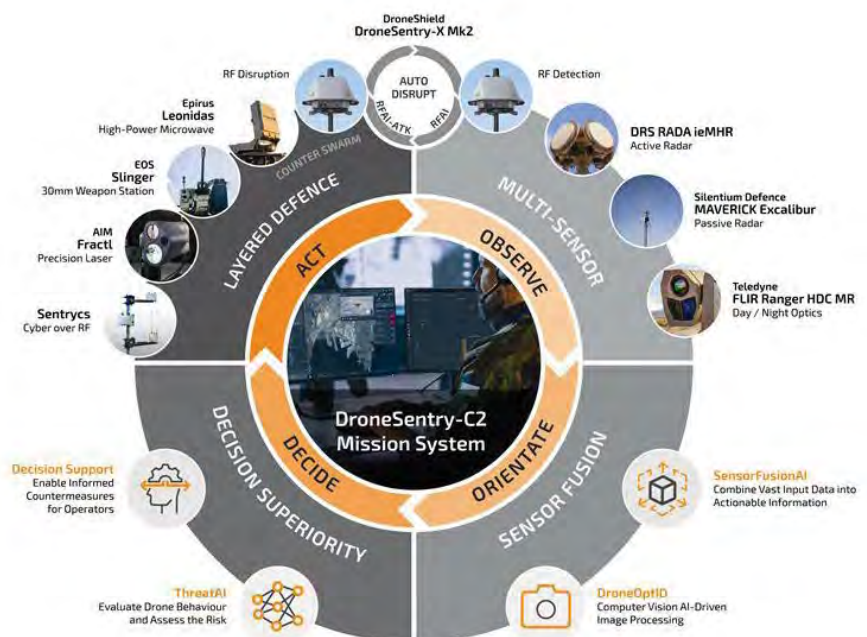 DroneShield
DroneSentry-X Mk2
RF Disruption
AUTO
DISRUPT
RFAI-ATK
RFAI
RF Detection
Epirus
Leonidas
High-Power Microwave
COUNTER SWARM
EOS
Slinger
30mm Weapon Station
AIM
Fractl
Precision Laser
Sentrycs
Cyber over RF
LAYERED DEFENCE
DRS RADA ieMHR
Active Radar
Silentium Defence
MAVERICK Excalibur
Passive Radar
Teledyne
FLIR Ranger HDC MR
Day / Night Optics
MULTI-SENSOR
ACT
OBSERVE
DroneSentry-C2
Mission System
DECIDE
ORIENTATE
DECISION SUPERIORITY
SENSOR FUSION
Decision Support
Enable Informed
Countermeasures
for Operators
SensorFusionAI
Combine Vast Input Data into
Actionable Information
ThreatAI
Evaluate Drone Behaviour
and Assess the Risk
DroneOptID
Computer Vision AI-Driven
Image Processing